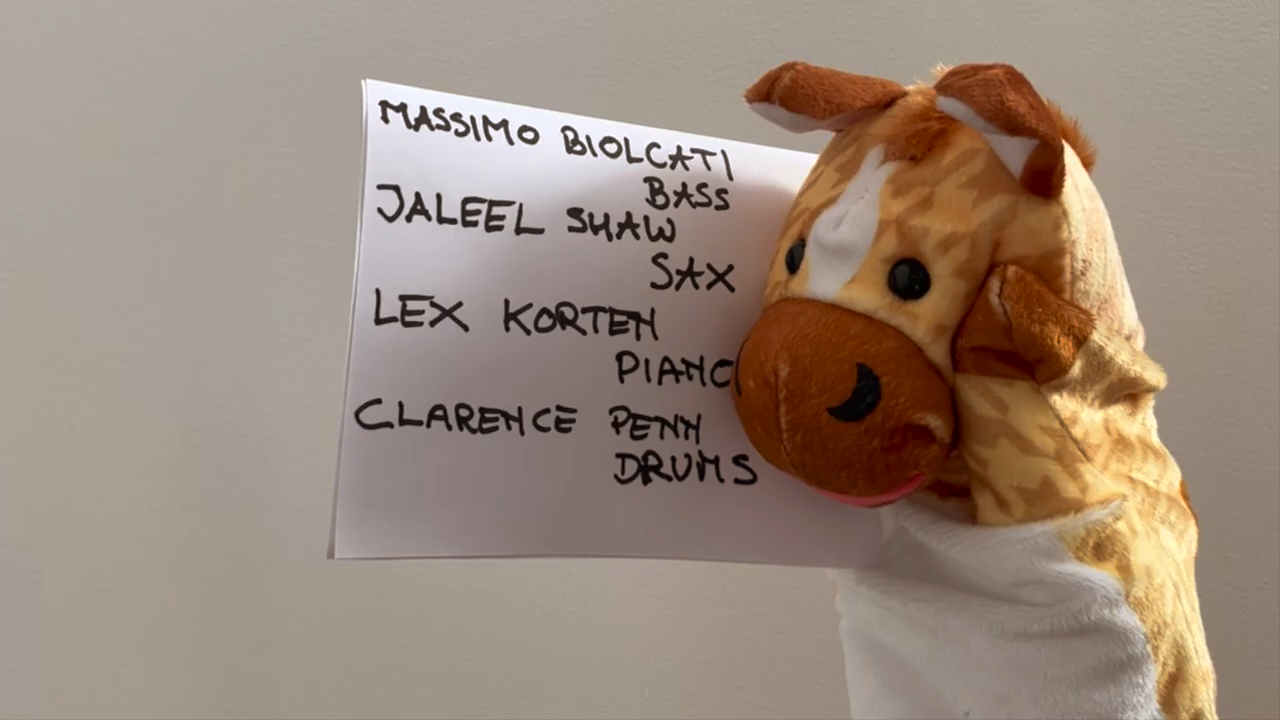 MASSIMO BIOLCATI
BASS
JALEEL SHAW
SAX
LEX KORTEN
PIANO
CLARENCE PENN
DRUMS